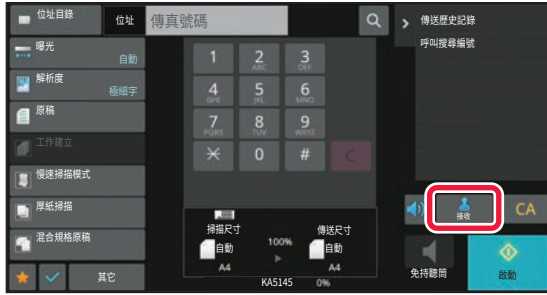 位址目錄
位址
傳真號碼
傳送歷史記錄
呼叫搜尋編號
曝光
自動
解析度
極細字
原稿
工作建立
慢速掃描模式
厚紙掃描
混合規格原稿
其它
1
2
ABC
3
DEF
4
GHI
5
JKL
6
MNO
7
PQRS
8
TUV
9
WXYZ
0
#
C
掃描尺寸
自動
A4
100%
傳送尺寸
自動
A4
KA5145
0%
接收
CA
免持聽筒
啟動